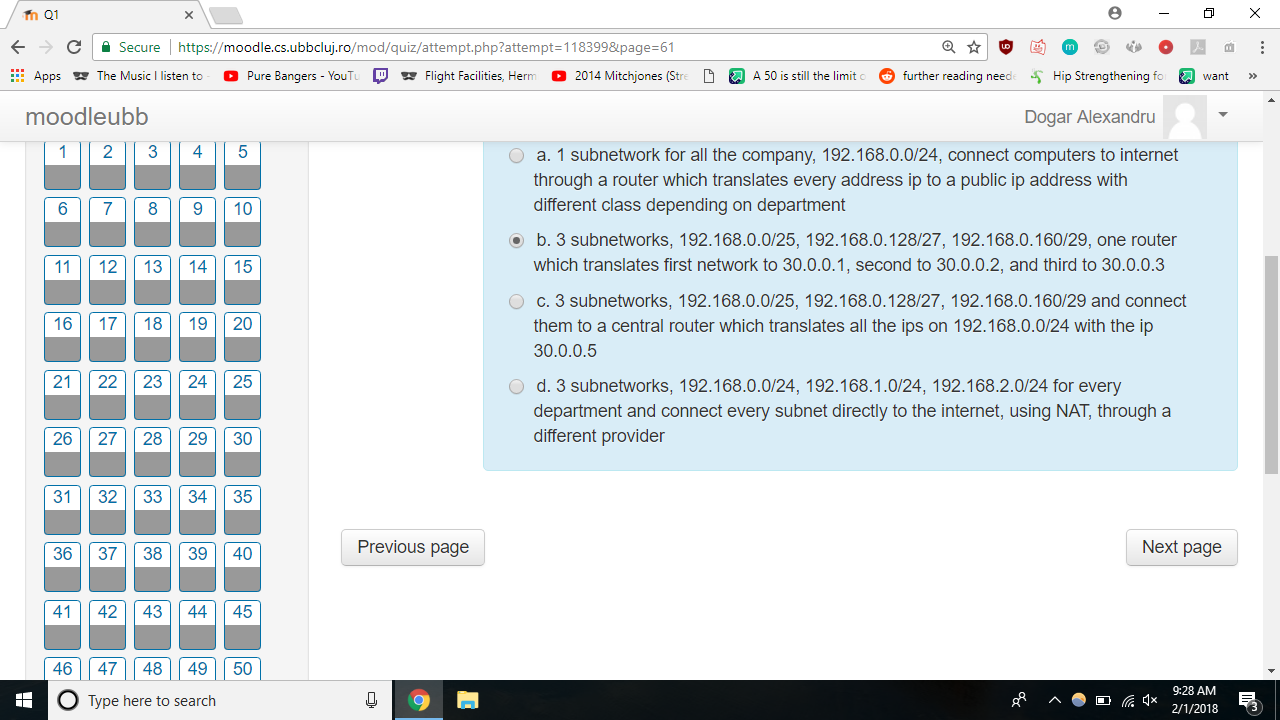 Q1
Secure
https://moodle.cs.ubbcluj.ro/mod/quiz/attempt.php?attempt=118399&page=61
Apps
The Music I listen to
Pure Bangers - YouTu
Flight Facilities, Herm
2014 Mitchjones (Stre
A 50 is still the limit o
further reading neede
Hip Strengthening fo
want
»
moodleubb
Dogar Alexandru
1 2 3 4 5
6 7 8 9 10
11 12 13 14 15
16 17 18 19 20
21 22 23 24 25
26 27 28 29 30
31 32 33 34 35
36 37 38 39 40
41 42 43 44 45
46 47 48 49 50
a. 1 subnetwork for all the company, 192.168.0.0/24, connect computers to internet
through a router which translates every address ip to a public ip address with
different class depending on department
b. 3 subnetworks, 192.168.0.0/25, 192.168.0.128/27, 192.168.0.160/29, one router
which translates first network to 30.0.0.1, second to 30.0.0.2, and third to 30.0.0.3
c. 3 subnetworks, 192.168.0.0/25, 192.168.0.128/27, 192.168.0.160/29 and connect
them to a central router which translates all the ips on 192.168.0.0/24 with the ip
30.0.0.5
d. 3 subnetworks, 192.168.0.0/24, 192.168.1.0/24, 192.168.2.0/24 for every
department and connect every subnet directly to the internet, using NAT, through a
different provider
Previous page
Next page
Type here to search
9:28 AM
2/1/2018
3